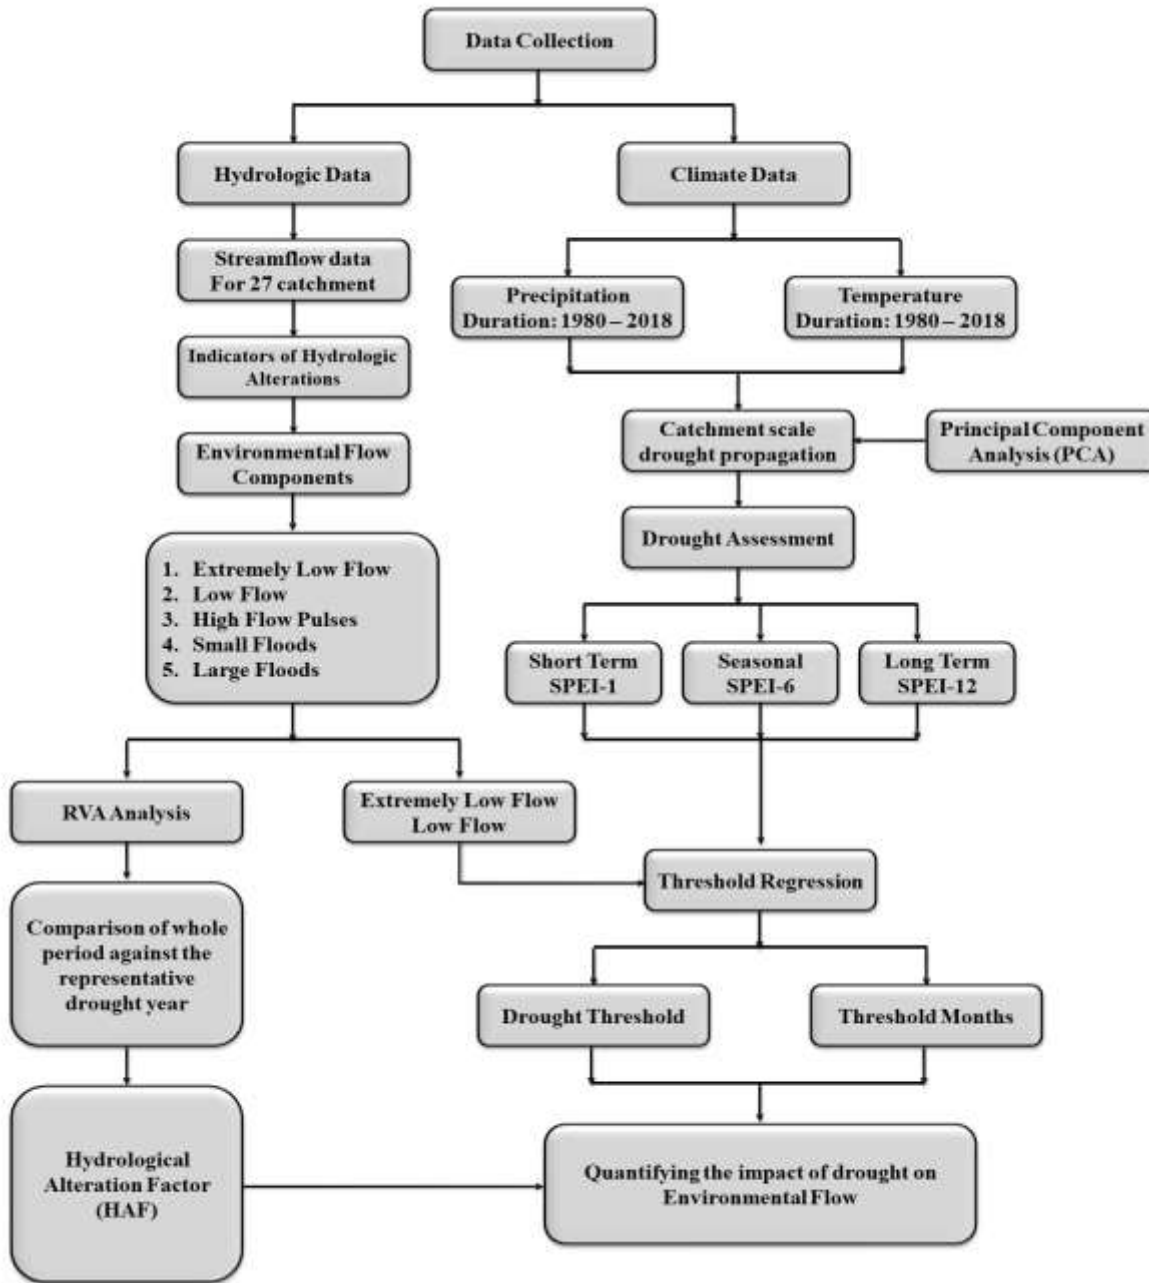 Data Collection
Hydrologic Data
Climate Data
Streamflow data
For 27 catchment
Precipitation
Duration: 1980 – 2018
Temperature
Duration: 1980 – 2018
Indicators of Hydrologic
Alterations
Catchment scale
drought propagation
Principal Component
Analysis (PCA)
Environmental Flow
Components
Drought Assessment
1. Extremely Low Flow
2. Low Flow
3. High Flow Pulses
4. Small Floods
5. Large Floods
Short Term
SPEI-1
Seasonal
SPEI-6
Long Term
SPEI-12
RVA Analysis
Extremely Low Flow
Low Flow
Threshold Regression
Comparison of whole
period against the
representative
drought year
Drought Threshold
Threshold Months
Hydrological
Alteration Factor
(HAF)
Quantifying the impact of drought on
Environmental Flow